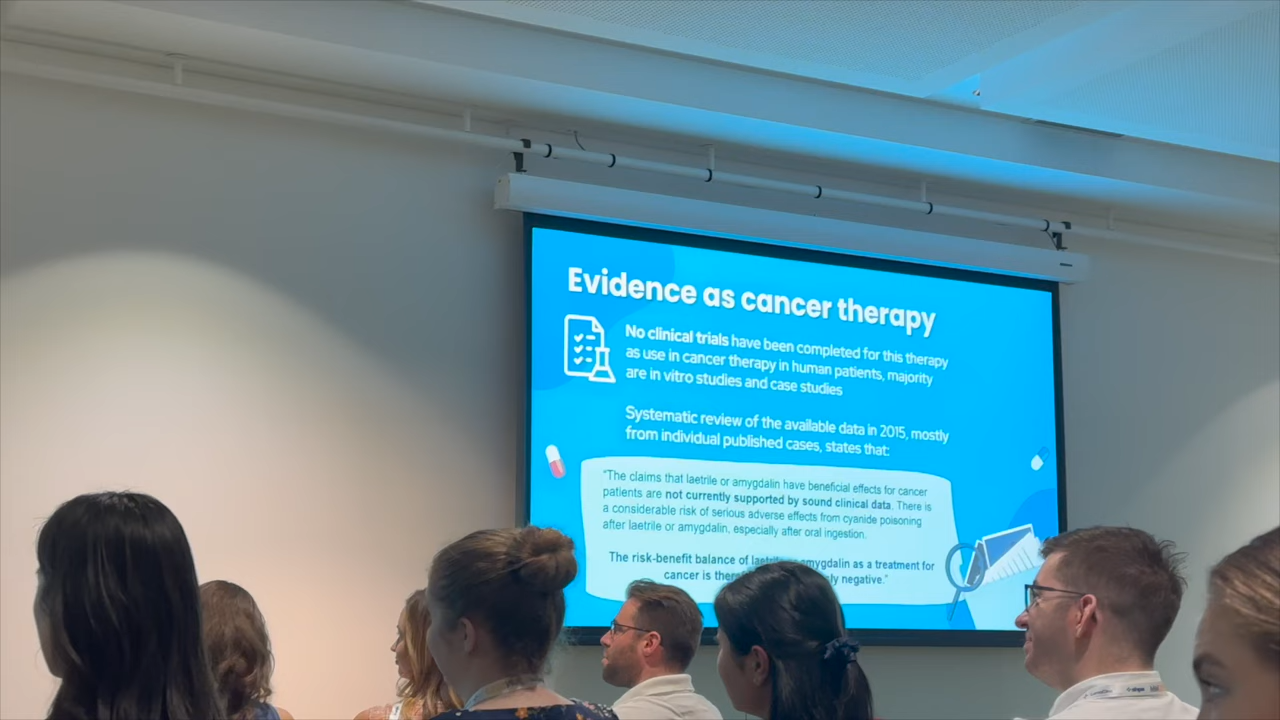 Evidence as cancer therapy
No clinical trials have been completed for this therapy
as use in cancer therapy in human patients, majority
are in vitro studies and case studies
Systematic review of the available data in 2015, mostly
from individual published cases, states that:
"The claims that laetrile or amygdalin have beneficial effects for cancer
patients are not currently supported by sound clinical data. There is
a considerable risk of serious adverse effects from cyanide poisoning
after laetrile or amygdalin, especially after oral ingestion.
The risk-benefit balance of amygdalin as a treatment for
cancer is negative."